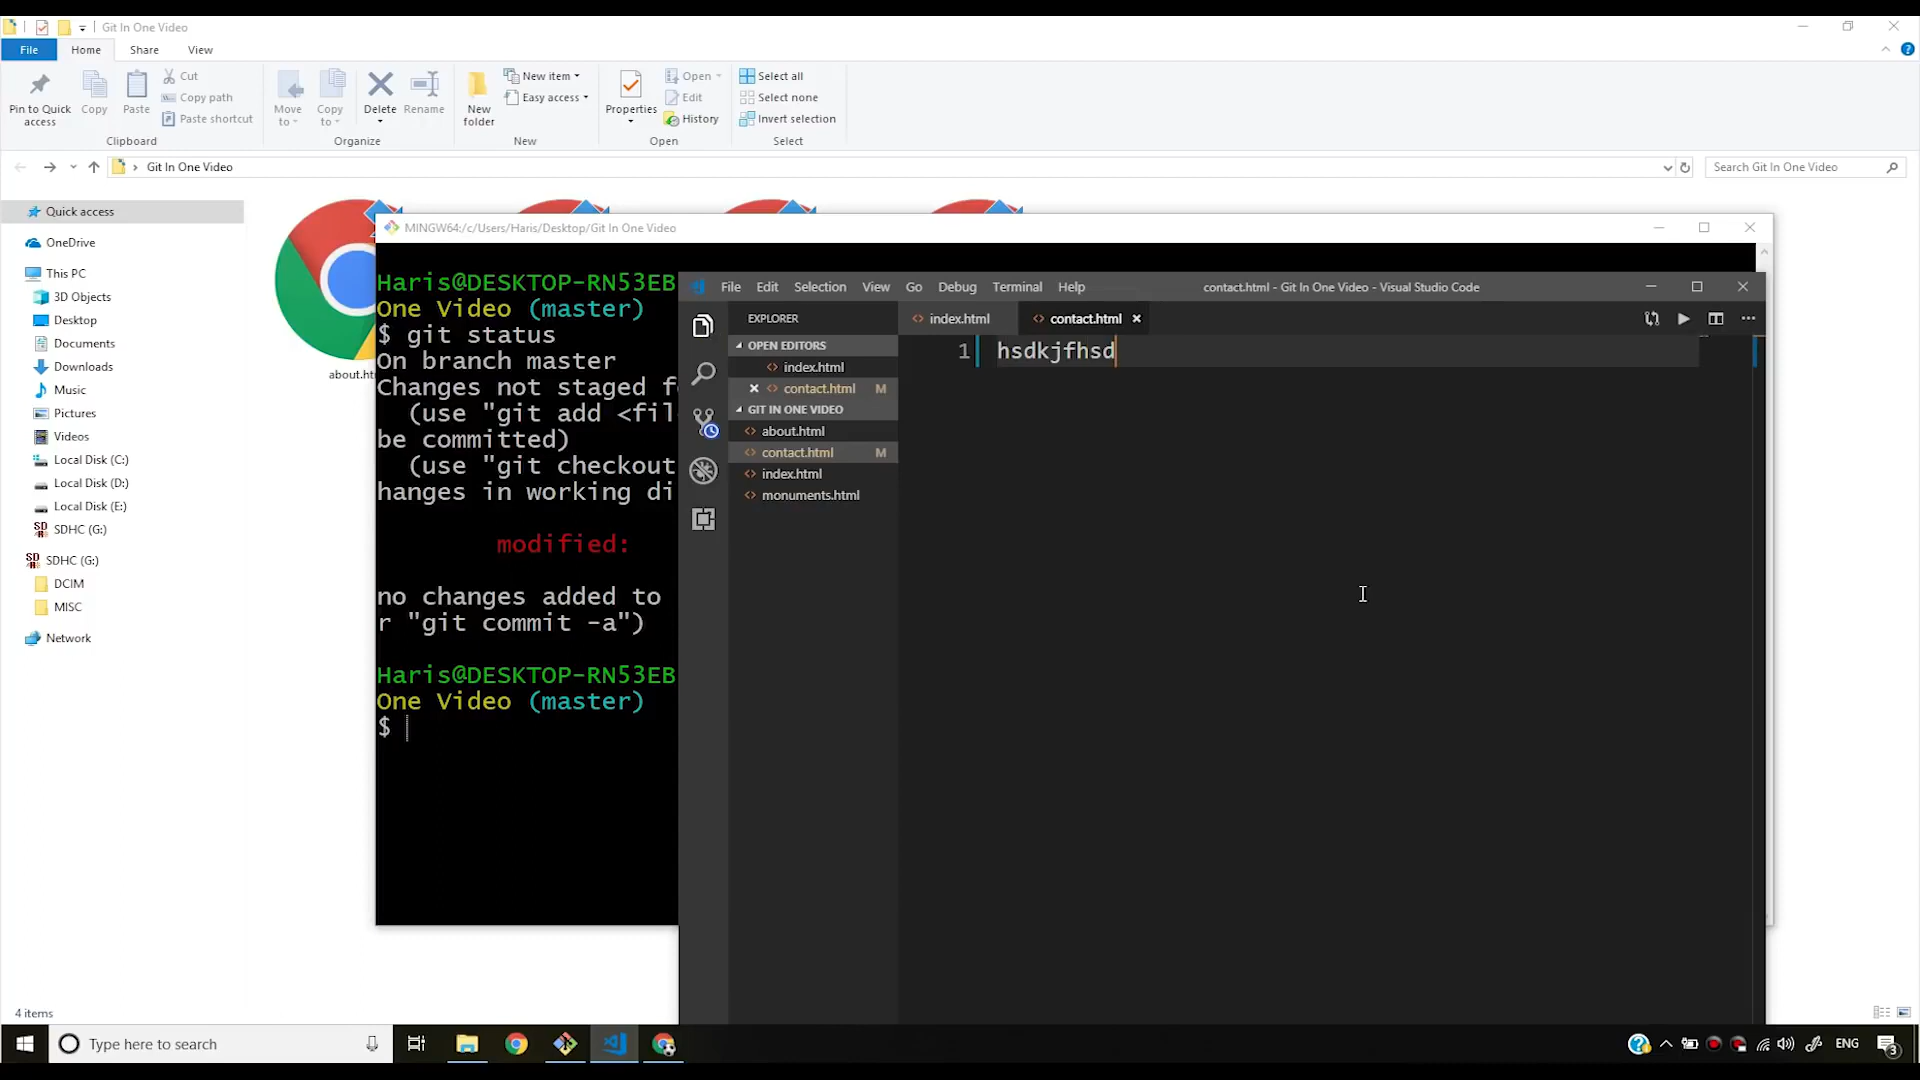 Git In One Video
File
Home
Share
View
Pin to Quick access
Copy
Paste
Cut
Copy path
Paste shortcut
Clipboard
Move to
Copy to
Delete
Rename
Organize
New folder
New item
Easy access
New
Properties
Open
Edit
History
Open
Select all
Select none
Invert selection
Select
Git In One Video
Search Git In One Video
Quick access
OneDrive
This PC
3D Objects
Desktop
Documents
Downloads
Music
Pictures
Videos
Local Disk (C:)
Local Disk (D:)
Local Disk (E:)
SDHC (G:)
SDHC (G:)
DCIM
MISC
Network
4 items
MINGW64:/c/Users/Haris/Desktop/Git In One Video
Haris@DESKTOP-RN53EB
One Video (master)
$ git status
On branch master
Changes not staged f
(use "git add <fil
be committed)
(use "git checkout
hanges in working di
modified:
no changes added to
r "git commit -a")
Haris@DESKTOP-RN53EB
One Video (master)
$
File Edit Selection View Go Debug Terminal Help
contact.html - Git In One Video - Visual Studio Code
EXPLORER
index.html
contact.html
OPEN EDITORS
index.html
contact.html M
GIT IN ONE VIDEO
about.html
contact.html M
index.html
monuments.html
1 hsdkjfhsd
Type here to search
ENG
3